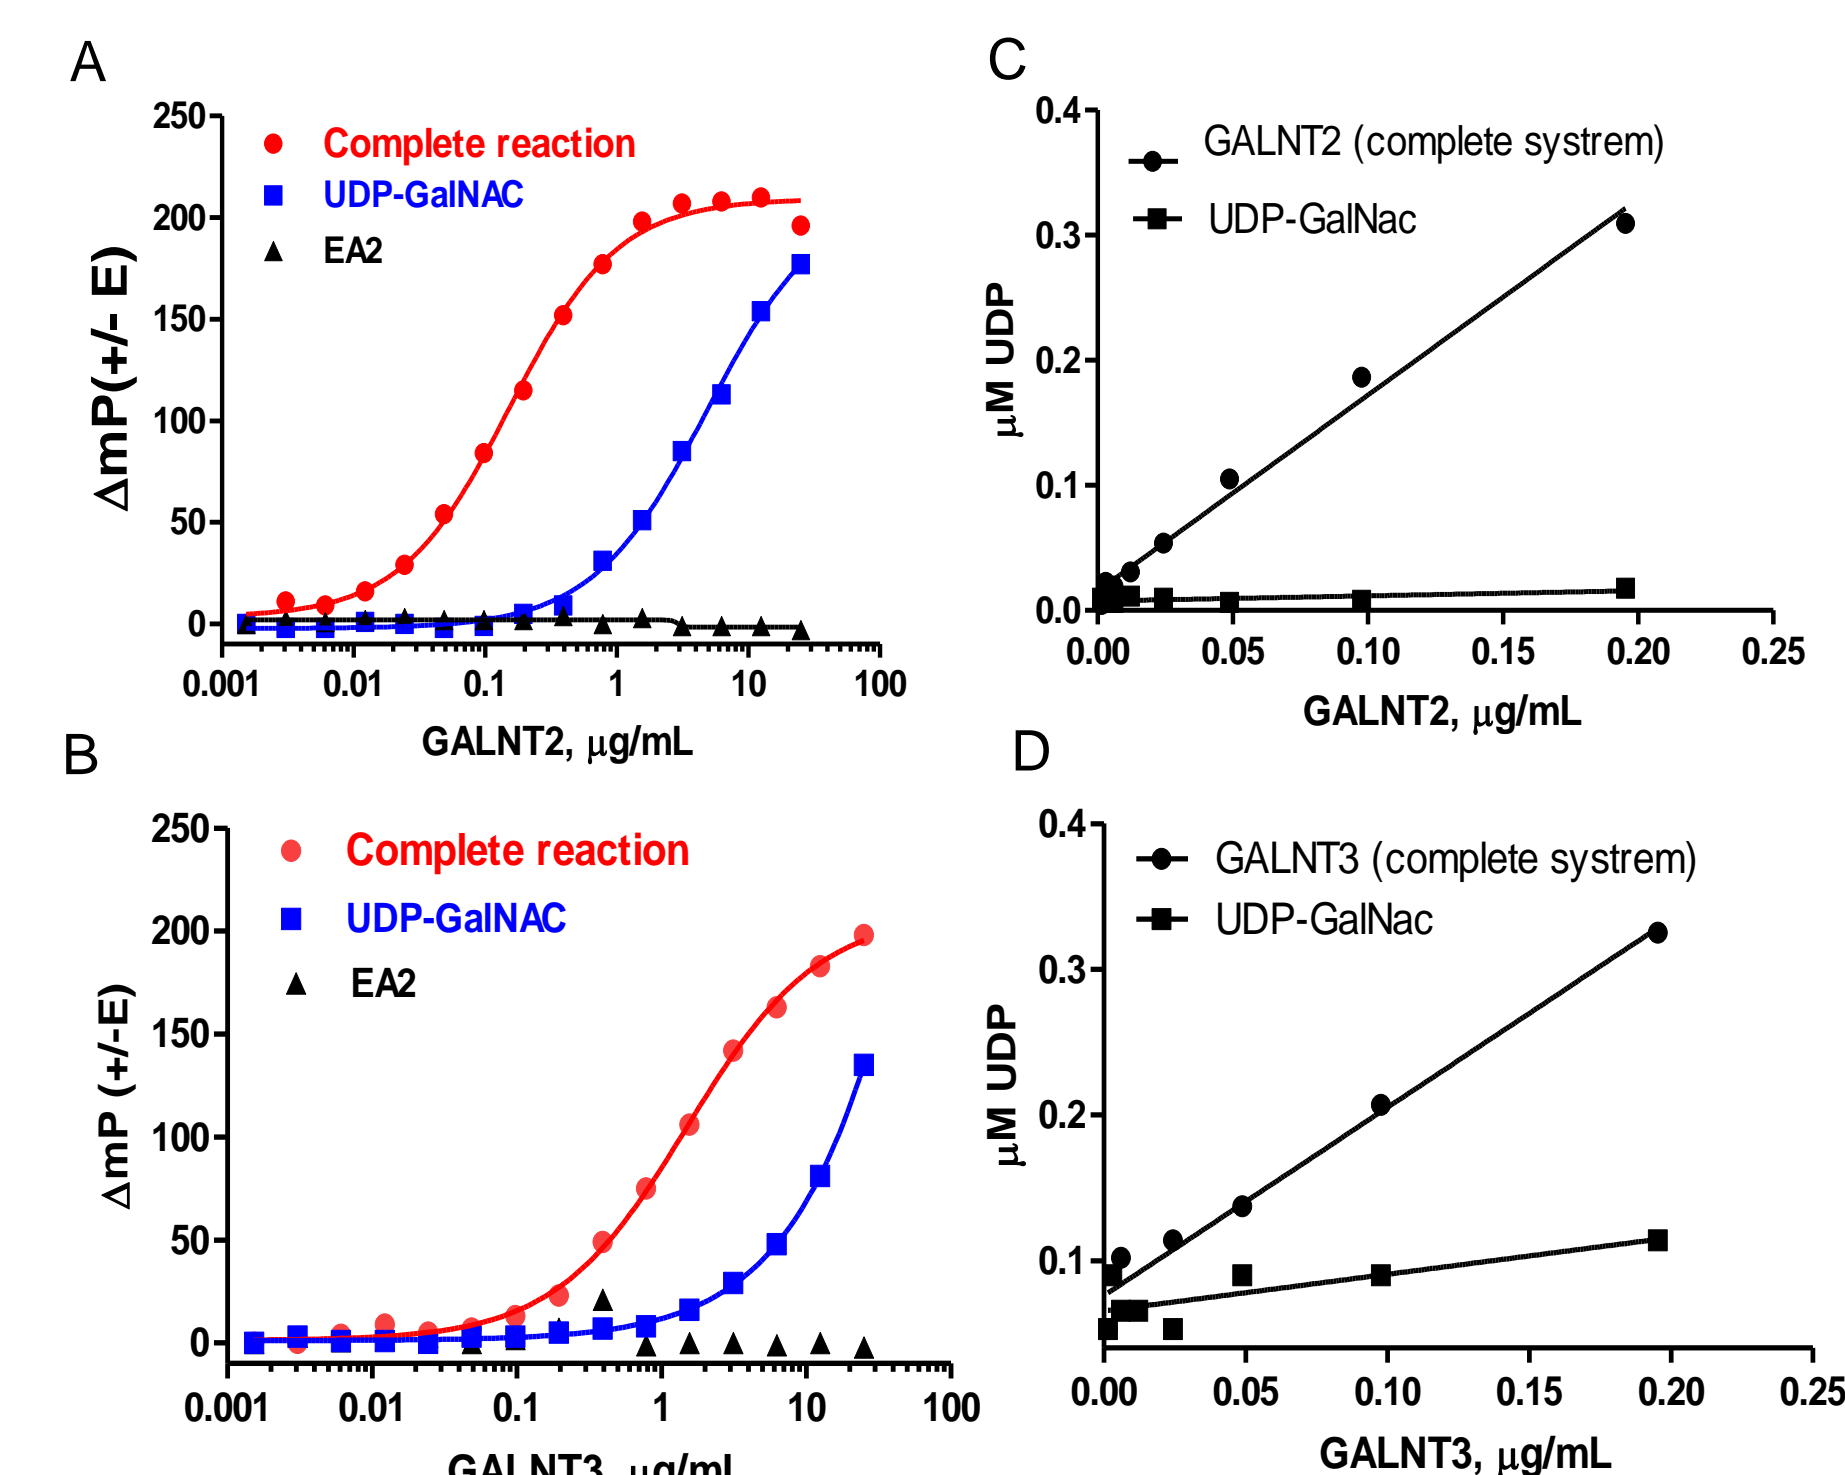 A
250
200
150
100
50
0
ΔmP(+/- E)
Complete reaction
UDP-GalNAC
EA2
0.001 0.01 0.1 1 10 100
GALNT2, μg/mL
C
0.4
0.3
0.2
0.1
0.0
μM UDP
GALNT2 (complete systrem)
UDP-GalNac
0.00 0.05 0.10 0.15 0.20 0.25
GALNT2, μg/mL
B
250
200
150
100
50
0
ΔmP (+/-E)
Complete reaction
UDP-GalNAC
EA2
0.001 0.01 0.1 1 10 100
GALNT3, μg/mL
D
0.4
0.3
0.2
0.1
μM UDP
GALNT3 (complete systrem)
UDP-GalNac
0.00 0.05 0.10 0.15 0.20 0.25
GALNT3, μg/mL